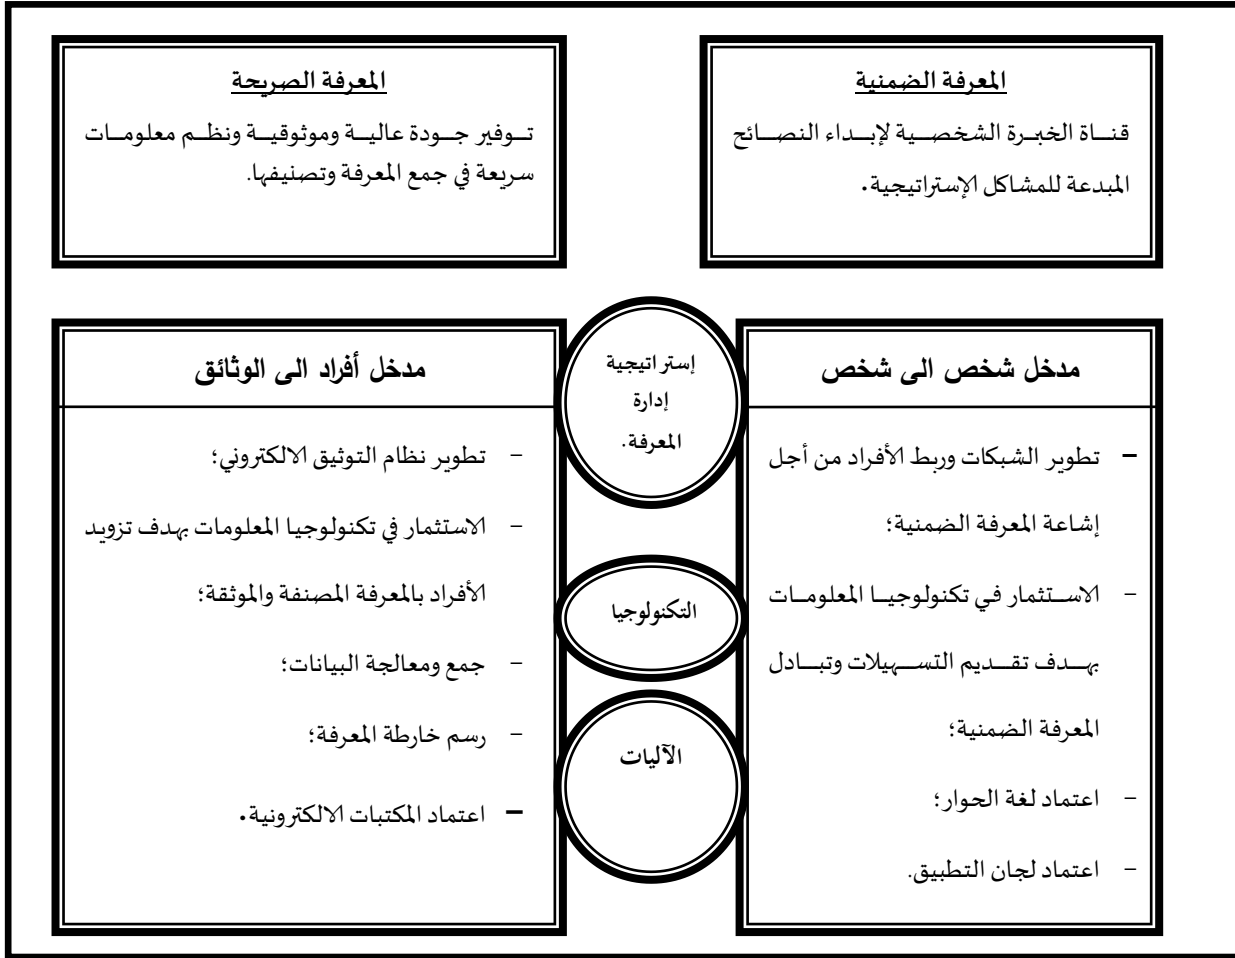 المعرفة الضمنية
قناة الخبرة الشخصية لإبداء النصائح
المبدعة للمشاكل الإستراتيجية.
المعرفة الصريحة
توفير جودة عالية وموثوقية ونظم معلومات
سريعة في جمع المعرفة وتصنيفها.
مدخل شخص الى شخص
- تطوير الشبكات وربط الأفراد من أجل
إشاعة المعرفة الضمنية؛
- الاستثمار في تكنولوجيا المعلومات
بهدف تقديم التسهيلات وتبادل
المعرفة الضمنية؛
- اعتماد لغة الحوار؛
- اعتماد لجان التطبيق.
إستراتيجية
إدارة
المعرفة.
التكنولوجيا
الآليات
مدخل أفراد الى الوثائق
- تطوير نظام التوثيق الالكتروني؛
- الاستثمار في تكنولوجيا المعلومات بهدف تزويد
الأفراد بالمعرفة المصنفة والموثقة؛
- جمع ومعالجة البيانات؛
- رسم خارطة المعرفة؛
- اعتماد المكتبات الالكترونية.